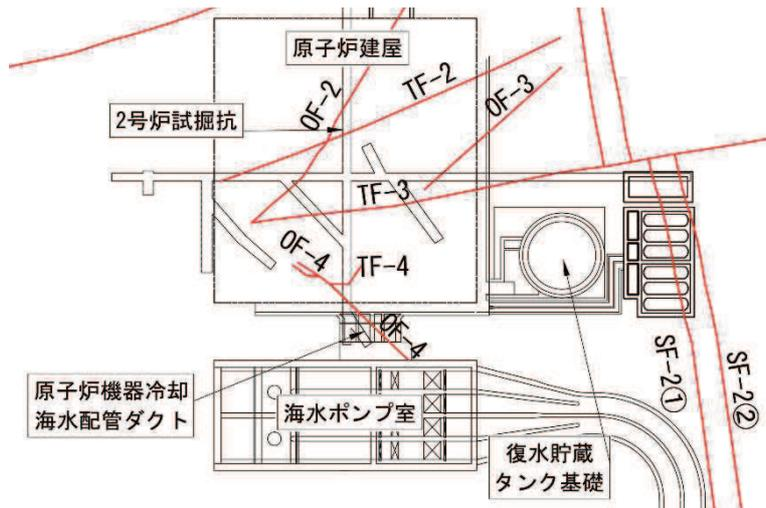 原子炉建屋
TF-2
OF-3
OF-2
2号炉試掘坑
TF-3
OF-4
TF-4
OF-4
原子炉機器冷却
海水配管ダクト
海水ポンプ室
復水貯蔵
タンク基礎
SF-2①
SF-2②